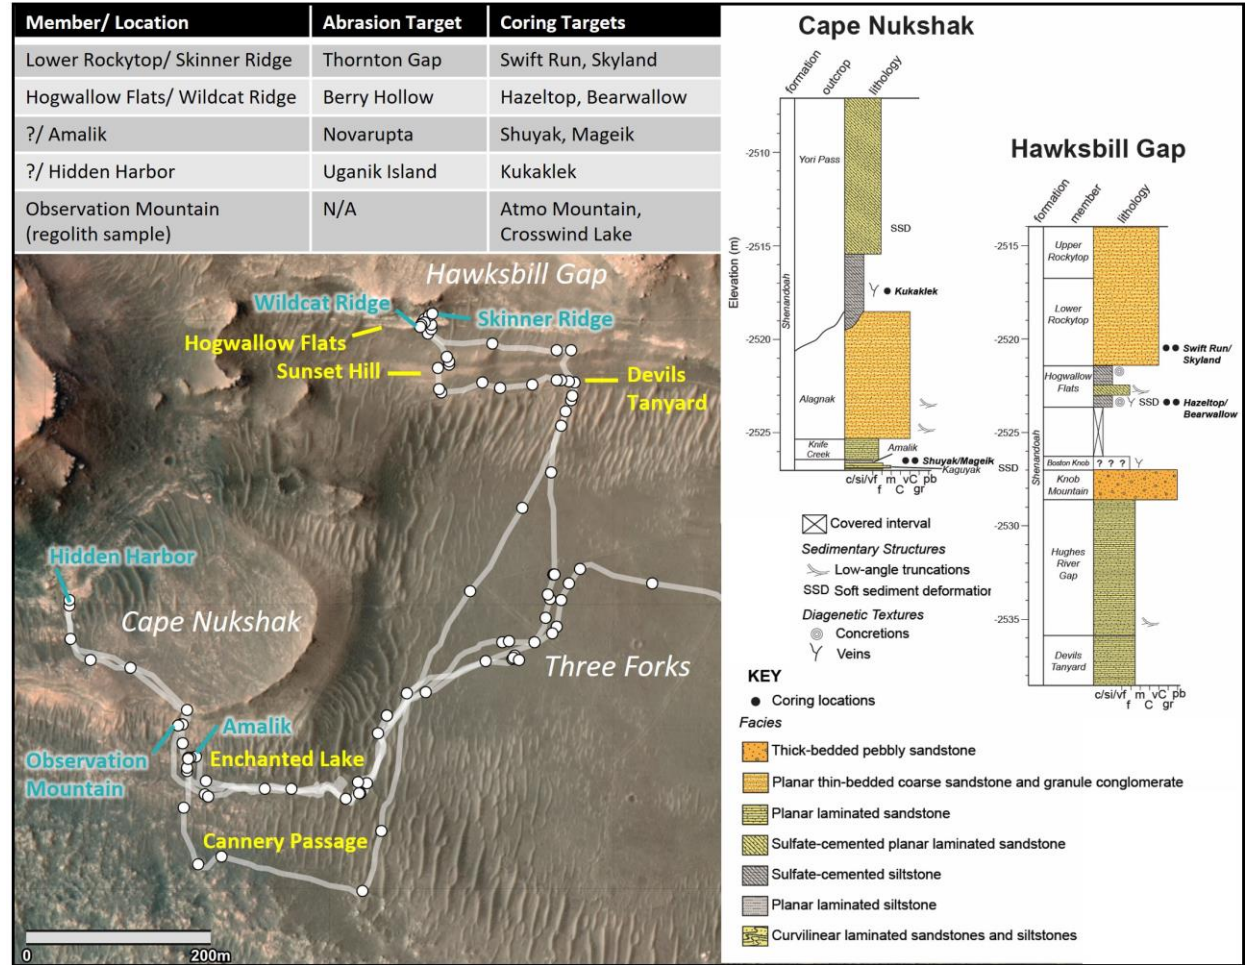 Member/ Location Abrasion Target Coring Targets
Lower Rockytop/ Skinner Ridge Thornton Gap Swift Run, Skyland
Hogwallow Flats/ Wildcat Ridge Berry Hollow Hazeltop, Bearwallow
?/ Amalik Novarupta Shuyak, Mageik
?/ Hidden Harbor Uganik Island Kukaklek
Observation Mountain (regolith sample) N/A Atmo Mountain, Crosswind Lake
Hawksbill Gap
Wildcat Ridge
Skinner Ridge
Hogwallow Flats
Sunset Hill
Devils
Tanyard
Hidden Harbor
Cape Nukshak
Three Forks
Amalik
Observation
Mountain
Enchanted Lake
Cannery Passage
0 200m
Cape Nukshak
formation
outcrop
lithology
Elevation (m)
-2510
-2515
-2520
-2525
Shenandoah
Yori Pass
SSD
Kukaklek
Alagnak
Knife
Creek
Amalik
Shuyak/Mageik
Kaguyak
SSD
c/si/vf m vC pb
f C gr
Hawksbill Gap
formation
member
lithology
-2515
-2520
-2525
-2530
-2535
Shenandoah
Upper
Rockytop
Lower
Rockytop
Swift Run/
Skyland
Hogwallow
Flats
SSD
Hazeltop/
Bearwallow
Boston Knob
? ? ?
Knob
Mountain
Hughes
River
Gap
Devils
Tanyard
c/si/vf m vC pb
f C gr
Covered interval
Sedimentary Structures
Low-angle truncations
SSD Soft sediment deformation
Diagenetic Textures
Concretions
Veins
KEY
Coring locations
Facies
Thick-bedded pebbly sandstone
Planar thin-bedded coarse sandstone and granule conglomerate
Planar laminated sandstone
Sulfate-cemented planar laminated sandstone
Sulfate-cemented siltstone
Planar laminated siltstone
Curvilinear laminated sandstones and siltstones